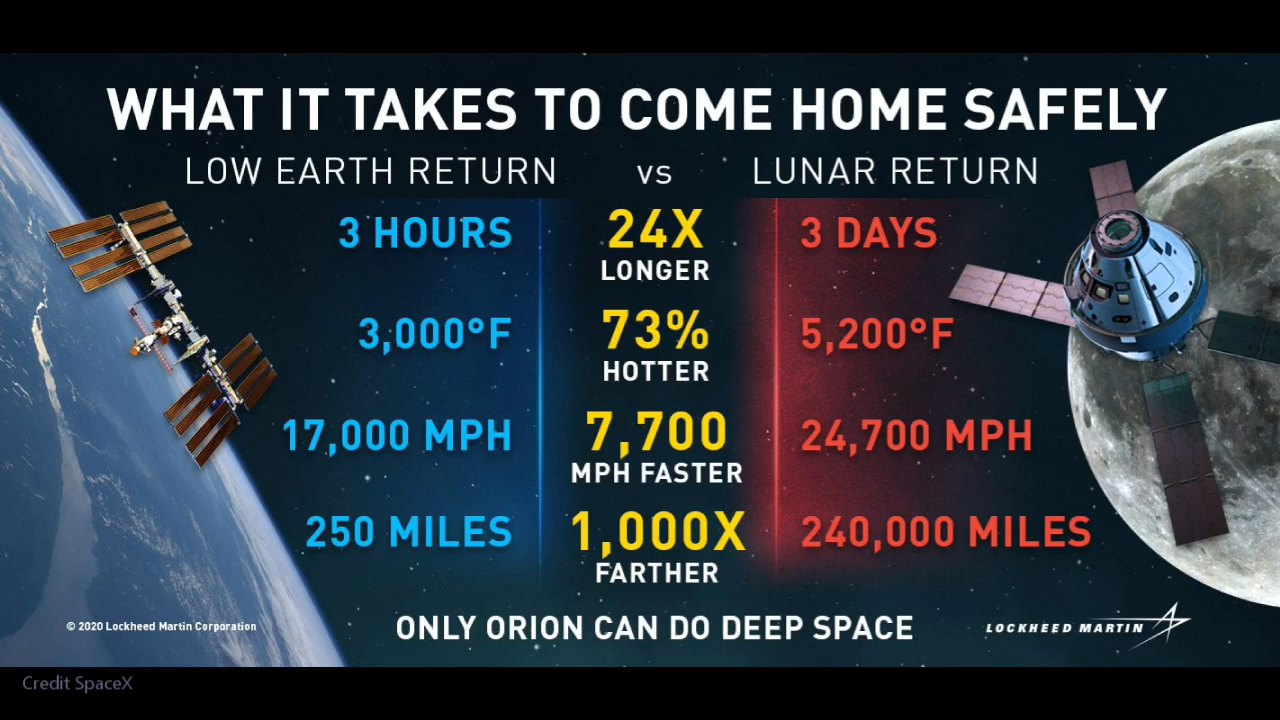 WHAT IT TAKES TO COME HOME SAFELY
LOW EARTH RETURN vs LUNAR RETURN
3 HOURS 24X 3 DAYS
LONGER
3,000°F 73% 5,200°F
HOTTER
17,000 MPH 7,700 24,700 MPH
MPH FASTER
250 MILES 1,000X 240,000 MILES
FARTHER
© 2020 Lockheed Martin Corporation ONLY ORION CAN DO DEEP SPACE LOCKHEED MARTIN
Credit SpaceX